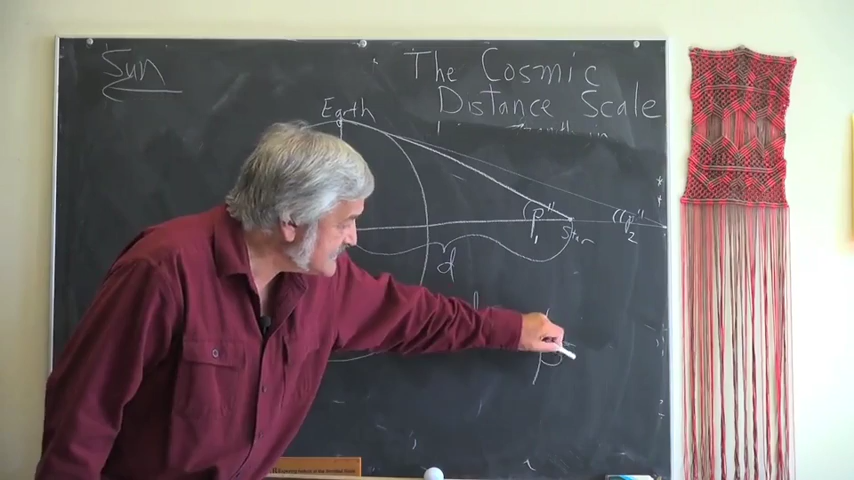 Sun
The Cosmic
Distance Scale
Earth
p"
1
Star
p"
2
d
p